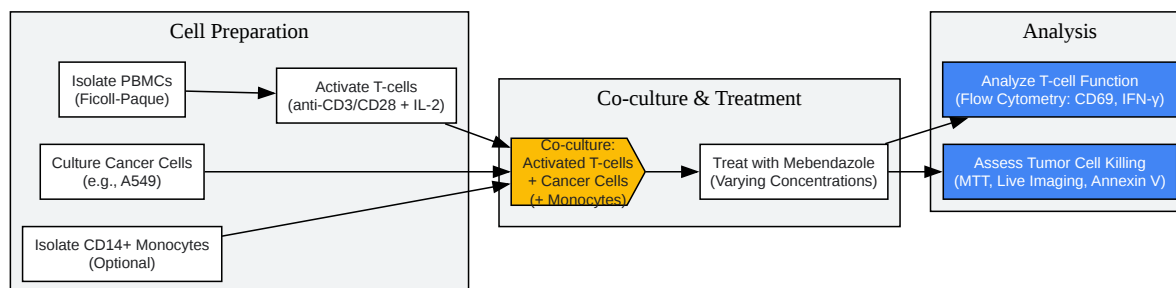 Cell Preparation
Isolate PBMCs
(Ficoll-Paque)
Activate T-cells
(anti-CD3/CD28 + IL-2)
Culture Cancer Cells
(e.g., A549)
Isolate CD14+ Monocytes
(Optional)
Co-culture & Treatment
Co-culture:
Activated T-cells
+ Cancer Cells
(+ Monocytes)
Treat with Mebendazole
(Varying Concentrations)
Analysis
Analyze T-cell Function
(Flow Cytometry: CD69, IFN-γ)
Assess Tumor Cell Killing
(MTT, Live Imaging, Annexin V)